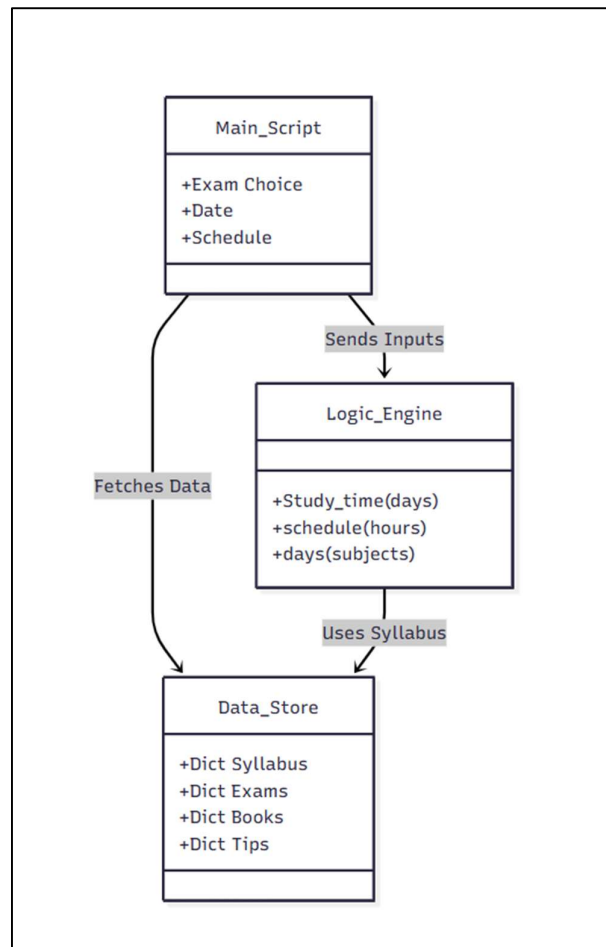 Main_Script
+Exam Choice
+Date
+Schedule
Sends Inputs
Logic_Engine
Fetches Data
+Study_time(days)
+schedule(hours)
+days(subjects)
Uses Syllabus
Data_Store
+Dict Syllabus
+Dict Exams
+Dict Books
+Dict Tips